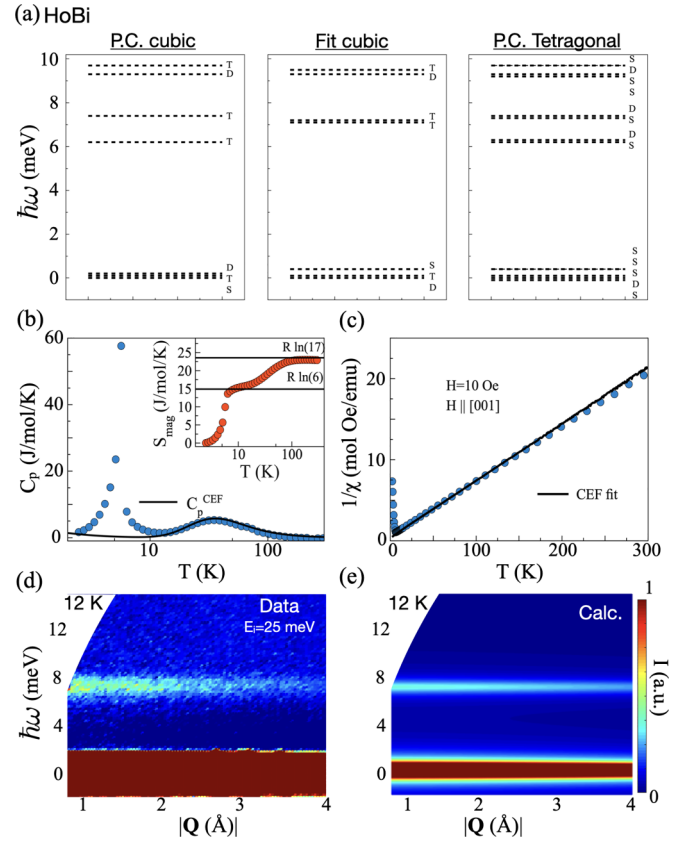 (a) HoBi
P.C. cubic
Fit cubic
P.C. Tetragonal
ħω (meV)
10
8
6
4
2
0
T
D
T
T
D
T
S
T
D
T
T
S
T
D
S
D
S
S
D
S
D
S
S
S
S
D
S
(b)
C_p (J/mol/K)
60
40
20
0
10
100
T (K)
C_p^CEF
S_mag (J/mol/K)
25
20
15
10
5
0
R ln(17)
R ln(6)
10
100
T (K)
(c)
1/χ (mol Oe/emu)
20
10
0
H=10 Oe
H || [001]
CEF fit
0
50
100
150
200
250
300
T (K)
(d)
12 K
Data
E_i=25 meV
ħω (meV)
12
8
4
0
1
2
3
4
|Q (Å)|
(e)
12 K
Calc.
1
2
3
4
|Q (Å)|
1
0
I (a.u.)